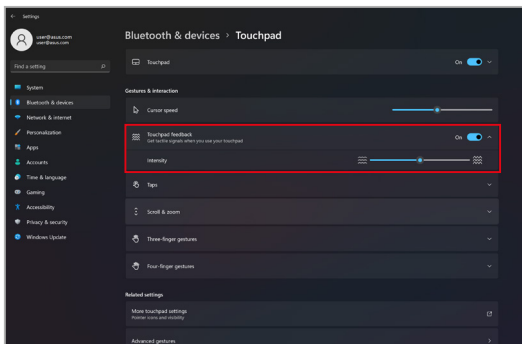 Settings
user@asus.com
user@asus.com
Find a setting
System
Bluetooth & devices
Network & internet
Personalization
Apps
Accounts
Time & language
Gaming
Accessibility
Privacy & security
Windows Update
Bluetooth & devices > Touchpad
Touchpad
On
Gestures & interaction
Cursor speed
Touchpad feedback
Get tactile signals when you use your touchpad
On
Intensity
Taps
Scroll & zoom
Three-finger gestures
Four-finger gestures
Related settings
More touchpad settings
Pointer icons and visibility
Advanced gestures